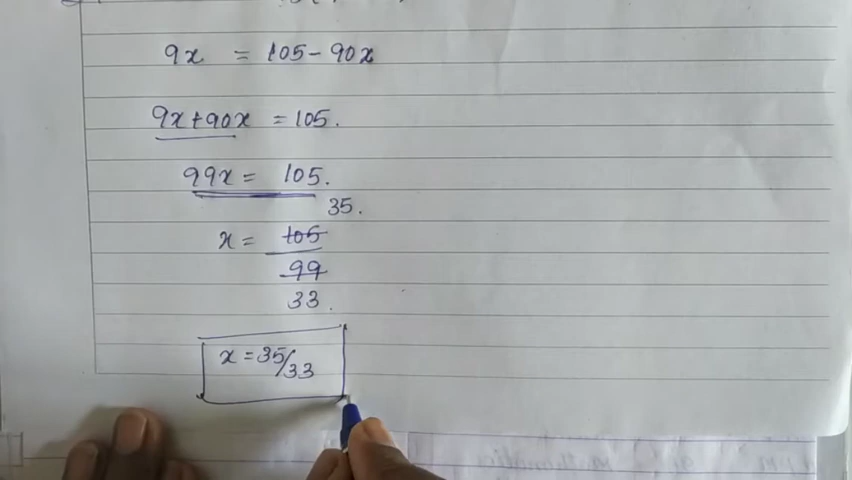 9x = 105 - 90x
9x+90x = 105.
99x = 105.
35.
x = 105
99
33.
x = 35/33